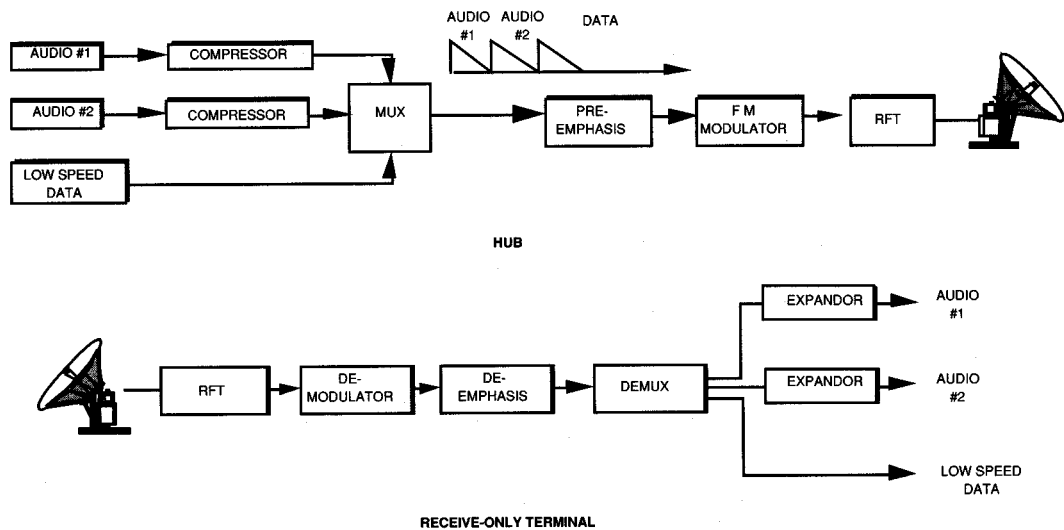 AUDIO #1
COMPRESSOR
AUDIO #2
COMPRESSOR
LOW SPEED
DATA
MUX
AUDIO
#1
AUDIO
#2
DATA
PRE-
EMPHASIS
F M
MODULATOR
RFT
HUB
RFT
DE-
MODULATOR
DE-
EMPHASIS
DEMUX
EXPANDOR
AUDIO
#1
EXPANDOR
AUDIO
#2
LOW SPEED
DATA
RECEIVE-ONLY TERMINAL